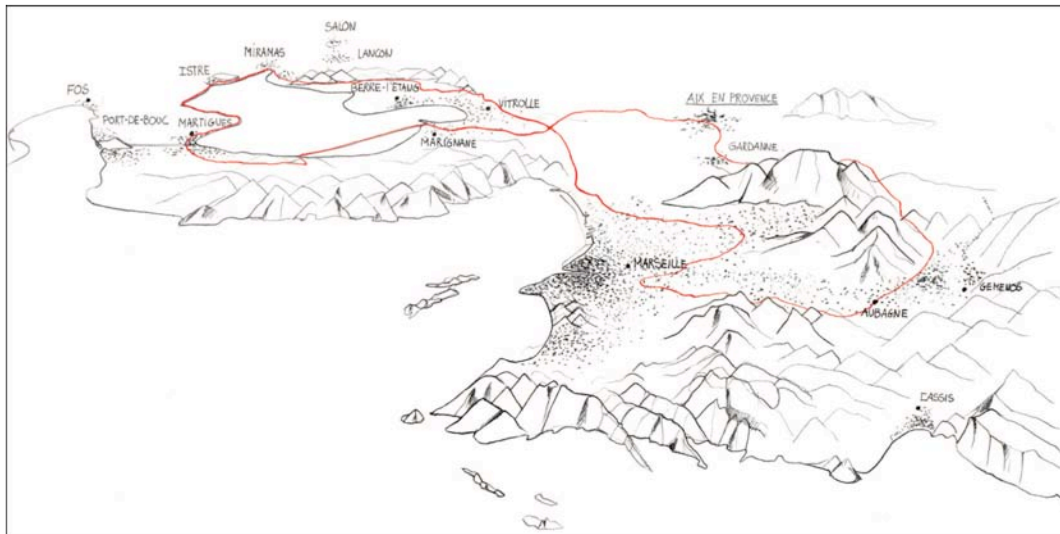 SALON
MIRAMAS
LANÇON
ISTRE
FOS
BERRE-L'ETANG
VITROLLE
AIX EN PROVENCE
PORT-DE-BOUC
MARTIGUES
MARIGNANE
GARDANNE
MARSEILLE
GEMENOS
AUBAGNE
CASSIS